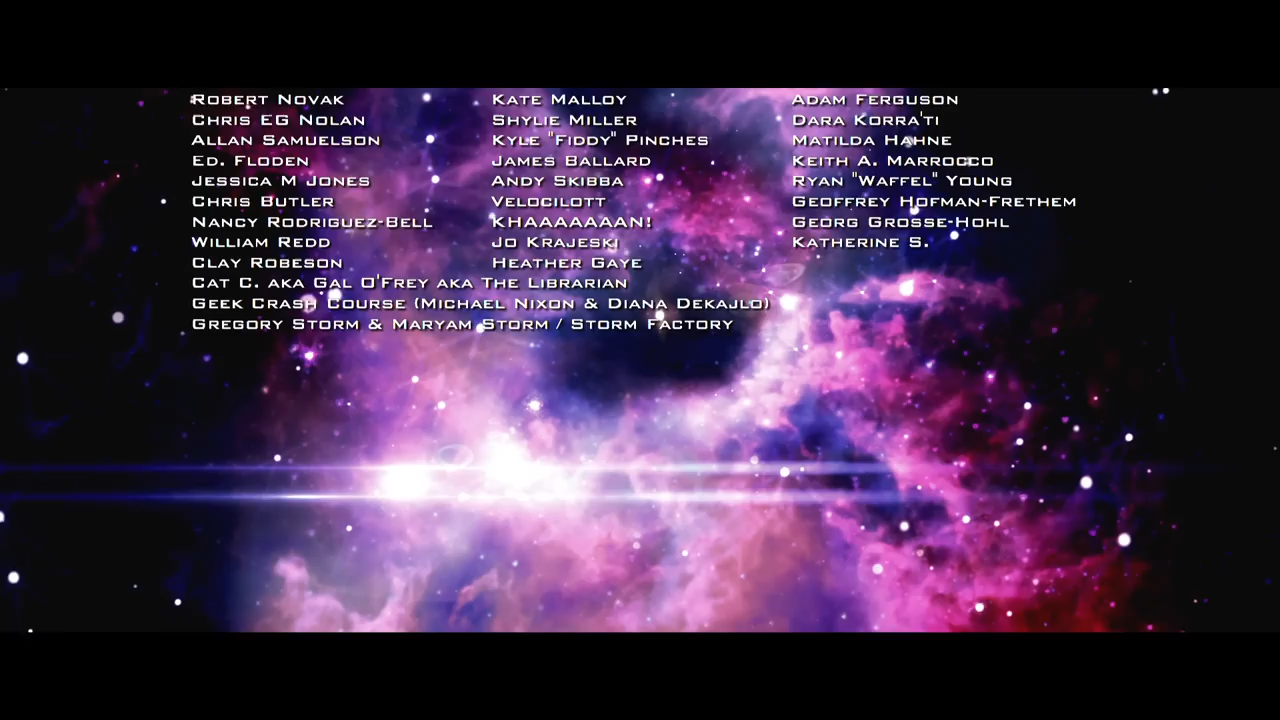 Robert Novak Kate Malloy Adam Ferguson
Chris EG Nolan Shylie Miller Dara Korra'ti
Allan Samuelson Kyle "Fiddy" Pinches Matilda Hahne
Ed. Floden James Ballard Keith A. Marrocco
Jessica M Jones Andy Skibba Ryan "Waffel" Young
Chris Butler Velocilott Geoffrey Hofman-Frethem
Nancy Rodriguez-Bell KHAAAAAAAN! Georg Grosse-Hohl
William Redd Jo Krajeski Katherine S.
Clay Robeson Heather Gaye
Cat C. aka Gal O'Frey aka The Librarian
Geek Crash Course (Michael Nixon & Diana Dekajlo)
Gregory Storm & Maryam Storm / Storm Factory